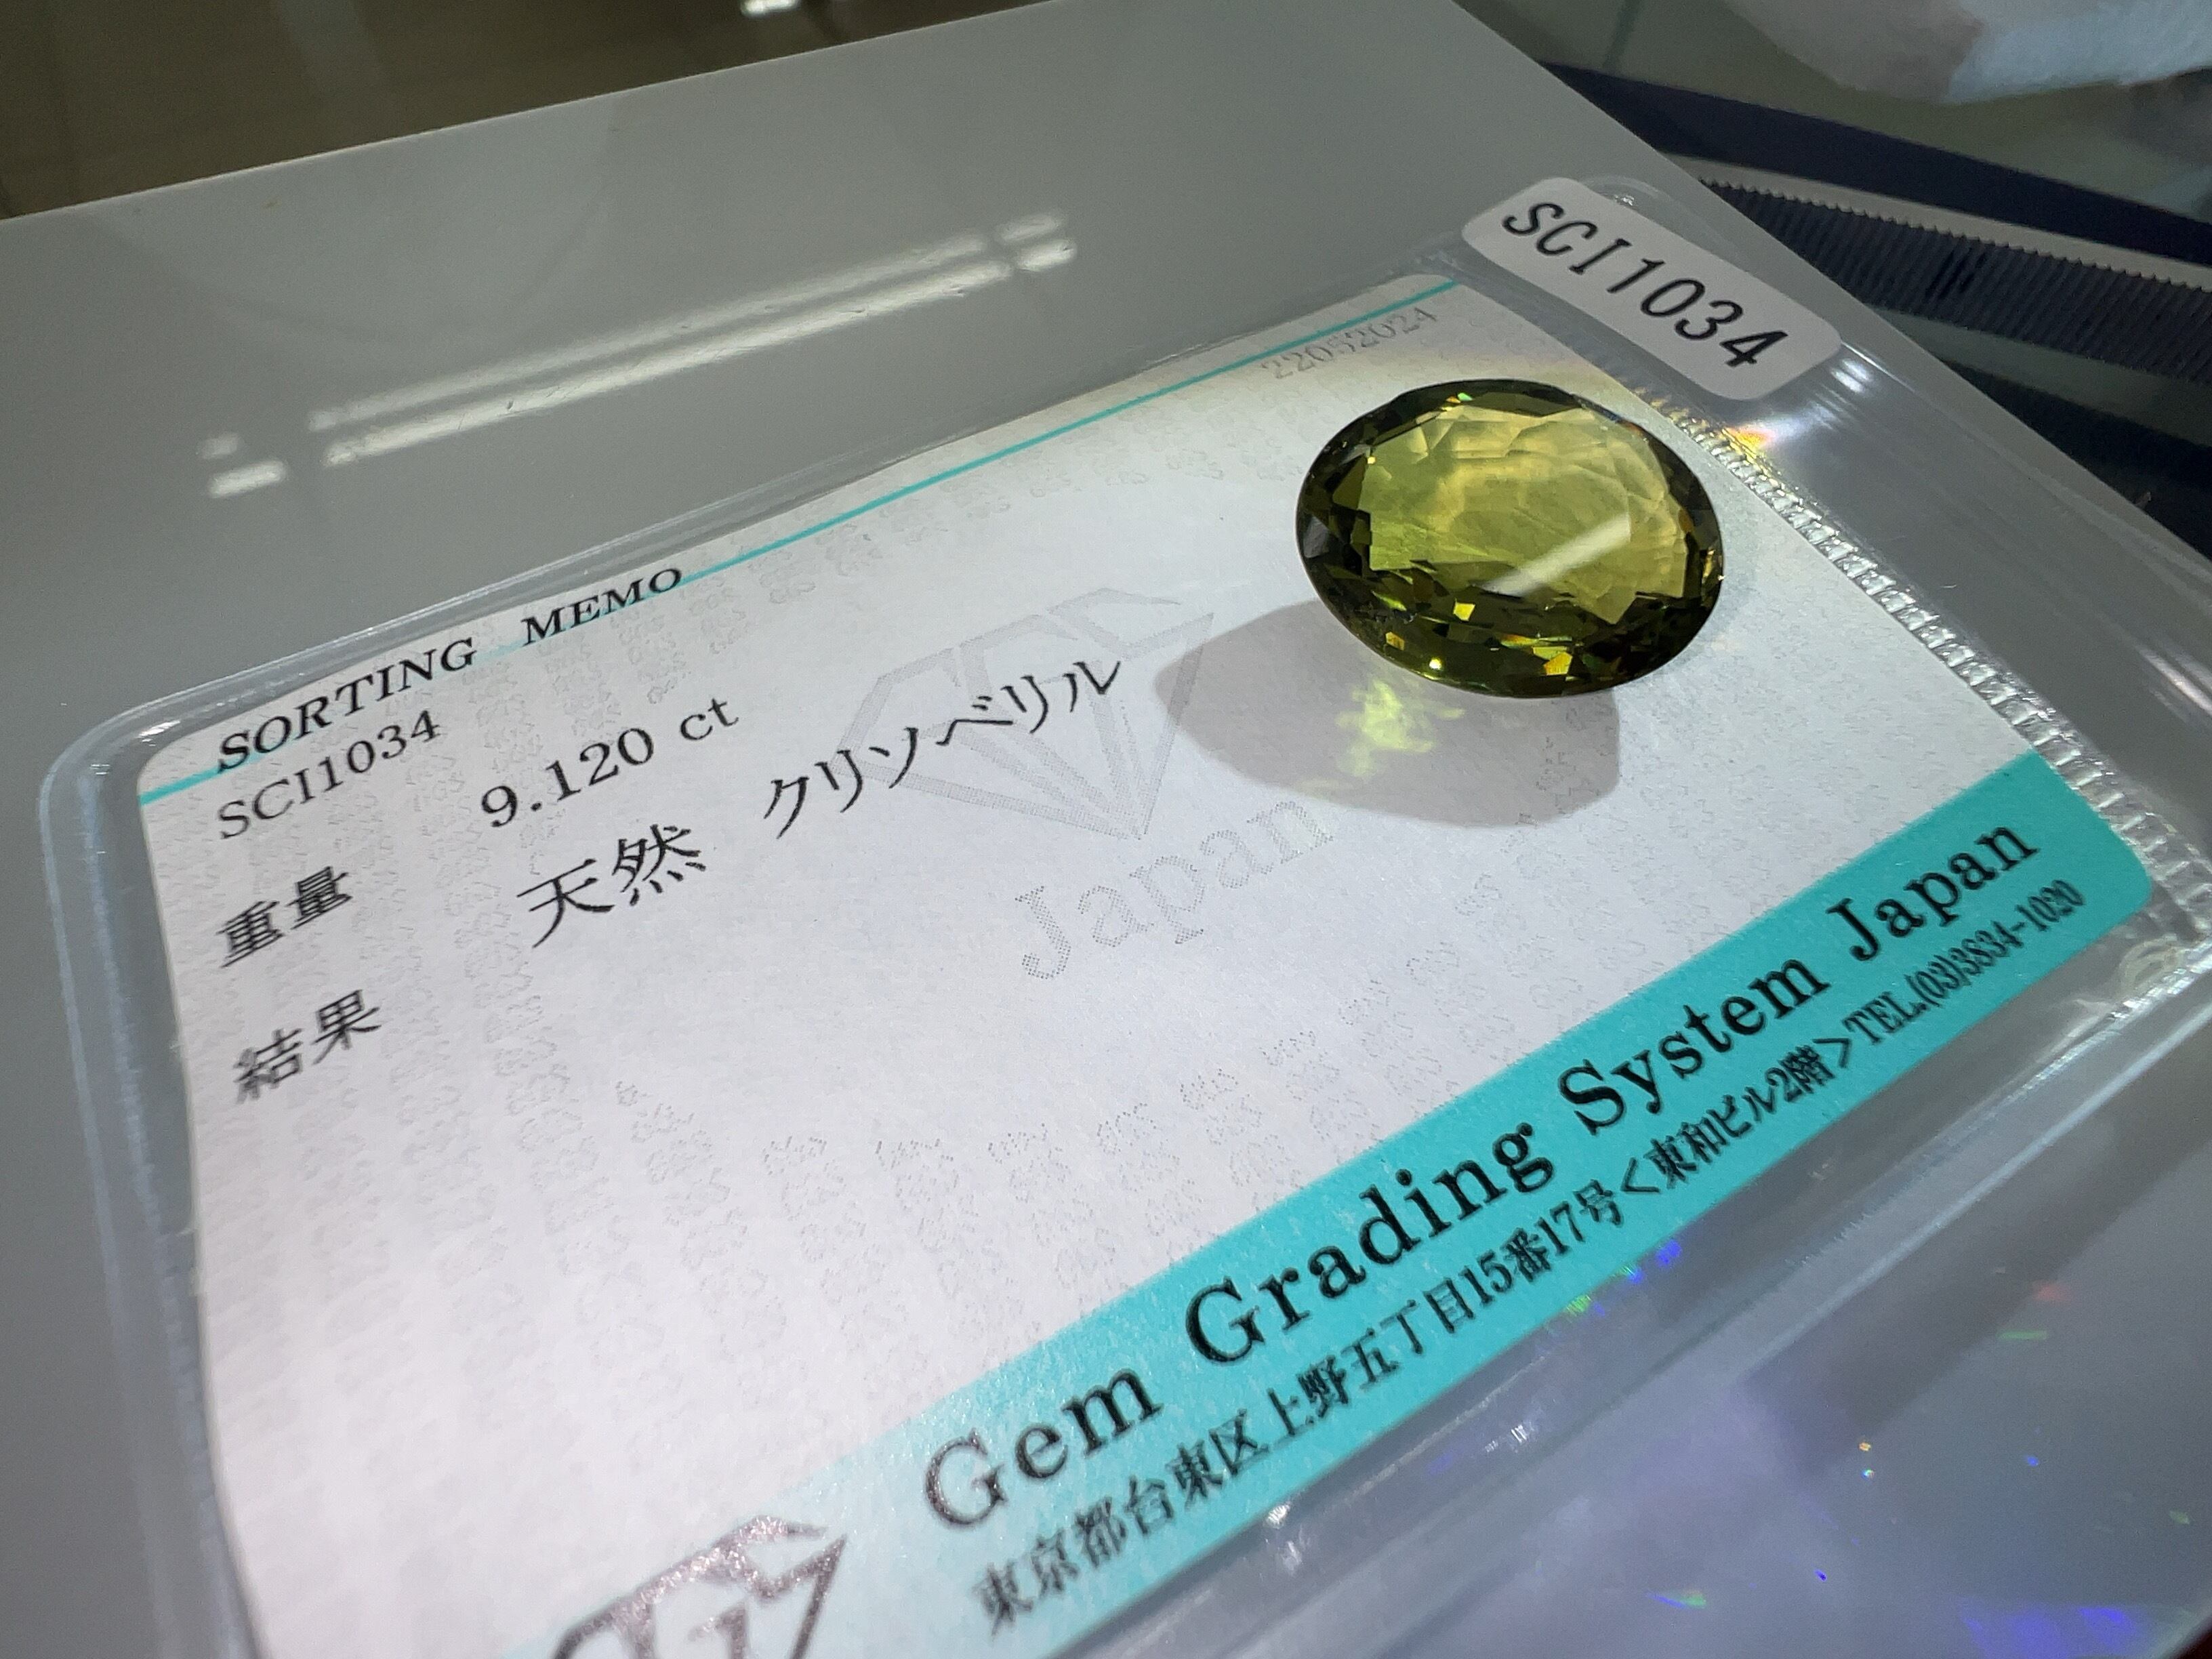 SCI1034
22052024
SORTING MEMO
SCI1034
重量 9.120 ct
結果 天然 クリソベリル
Japan
Gem Grading System Japan
東京都台東区上野五丁目15番17号<東和ビル2階>TEL.(03)3834-1020